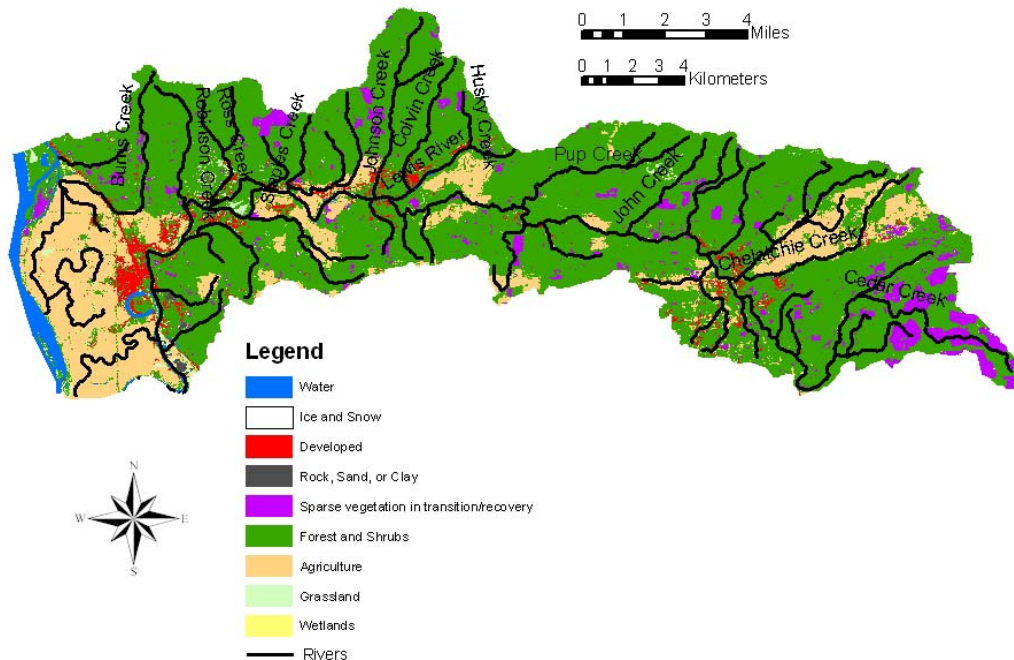 0 1 2 3 4
Miles
0 1 2 4
Kilometers
Burns Creek
Robinson Creek
Ross Creek
Staples Creek
Johnson Creek
Colvin Creek
Husky Creek
Lewis River
Pup Creek
John Creek
Chelatchie Creek
Cedar Creek
Legend
Water
Ice and Snow
Developed
Rock, Sand, or Clay
Sparse vegetation in transition/recovery
Forest and Shrubs
Agriculture
Grassland
Wetlands
Rivers
N
W E
S